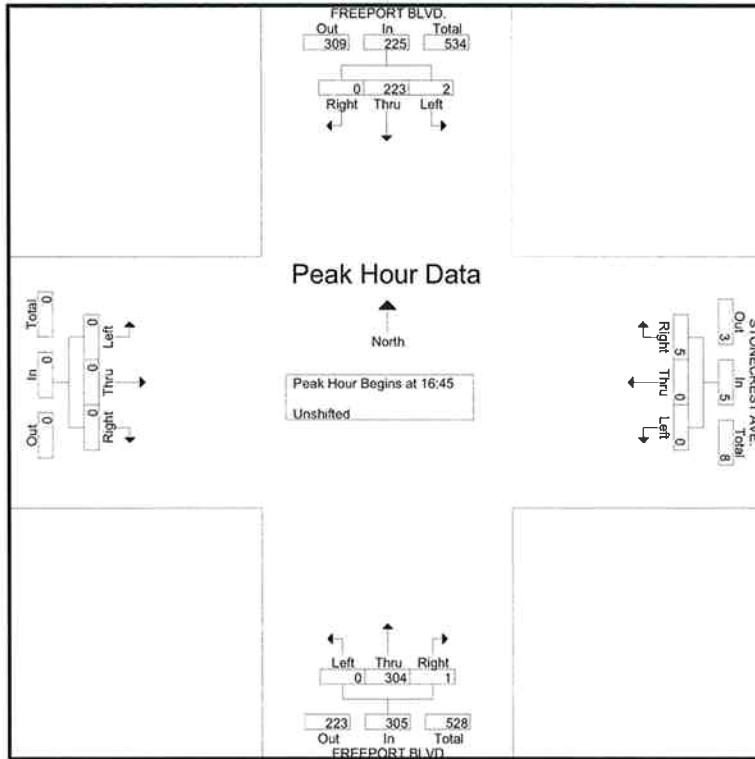 FREEPORT BLVD.
Out In Total
309 225 534
0 223 2
Right Thru Left
Peak Hour Data
North
Peak Hour Begins at 16:45
Unshifted
Total In Out
0 0 0
0 0 0
Left Thru Right
Right Thru Left
5 0 0
3 5 8
Out In Total
STONECREST AVE.
Left Thru Right
0 304 1
223 305 528
Out In Total
FREEPORT BLVD